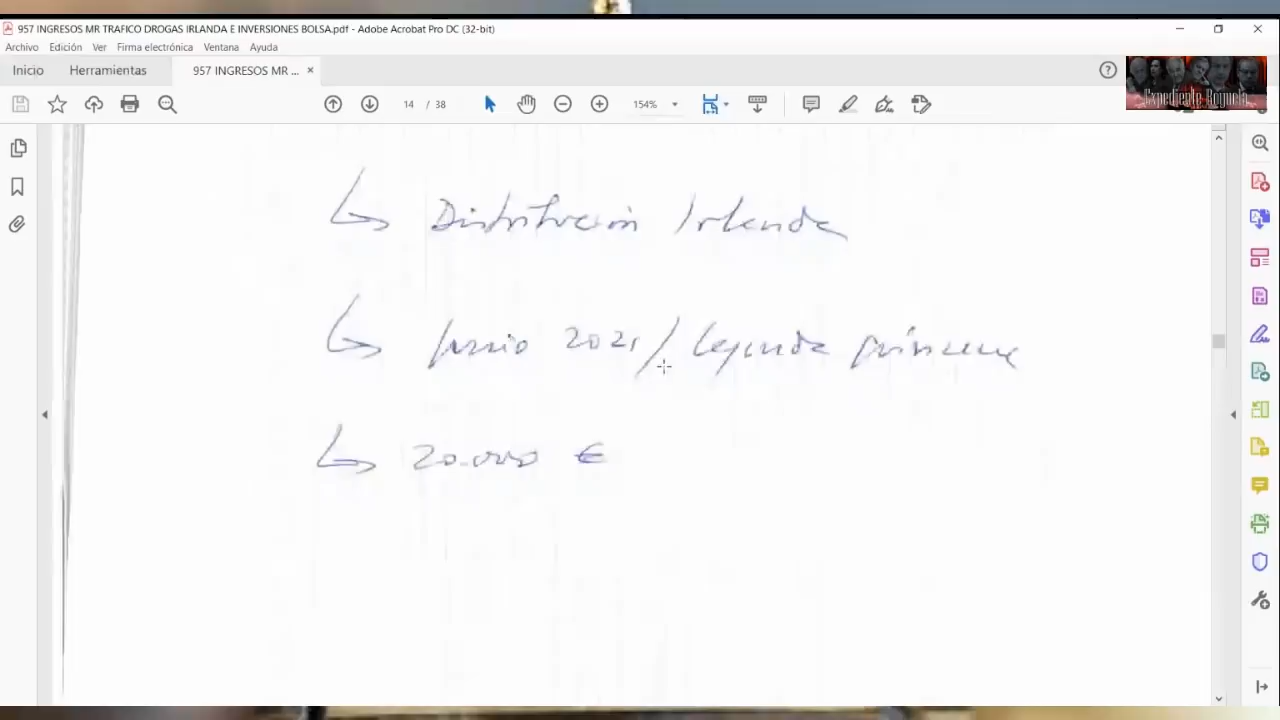 957 INGRESOS MR TRAFICO DROGAS IRLANDA E INVERSIONES BOLSA.pdf - Adobe Acrobat Pro DC (32-bit)
Archivo Edición Ver Firma electrónica Ventana Ayuda
Inicio Herramientas 957 INGRESOS MR ... ×
14 / 38 154%
Expediente Royuela
↳ Distribución Irlanda
↳ Junio 2021 / Segunda quincena
↳ 20.000 €